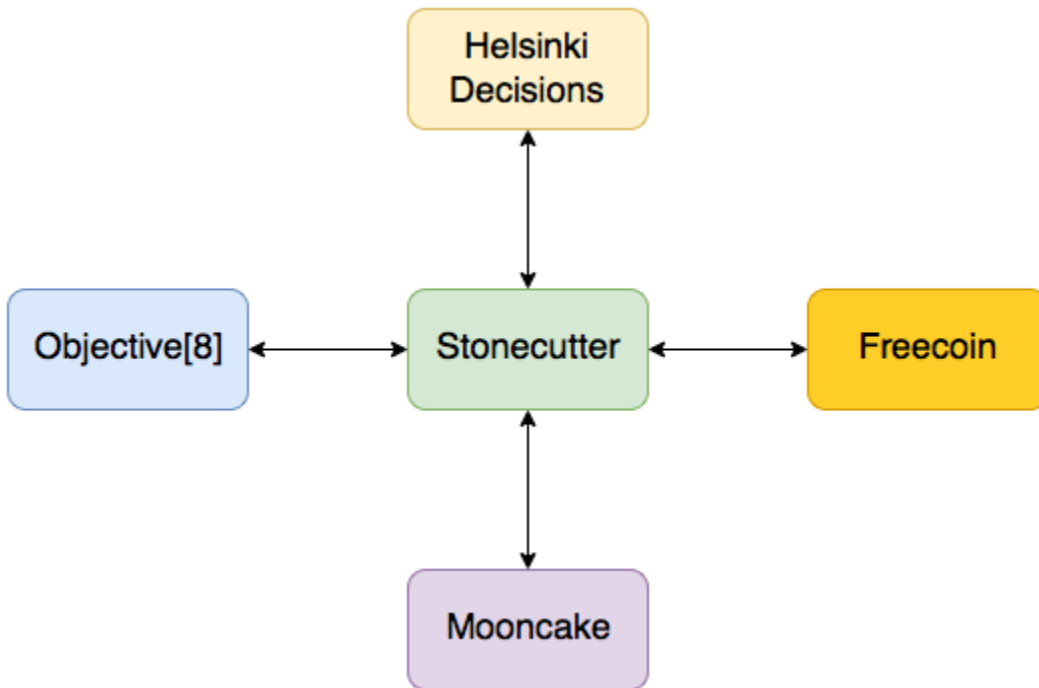 Helsinki
Decisions
Objective[8]
Stonecutter
Freecoin
Mooncake